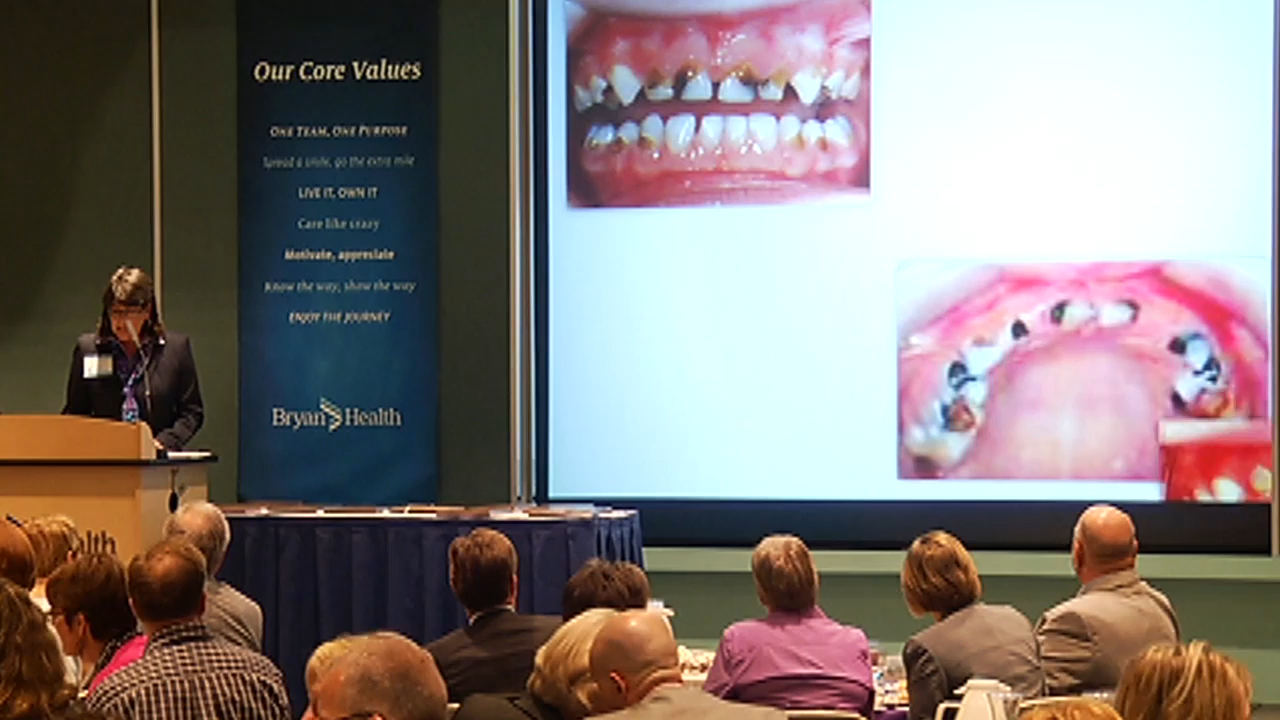 Our Core Values
ONE TEAM, ONE PURPOSE
Spread a smile, go the extra mile
LIVE IT, OWN IT
Care like crazy
Motivate, appreciate
Know the way, show the way
ENJOY THE JOURNEY
Bryan Health
alth